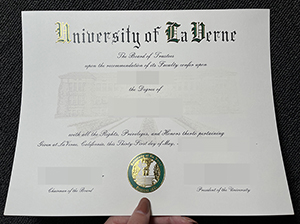 University of La Verne
The Board of Trustees
upon the recommendation of its Faculty confer upon
the Degree of
with all the Rights, Privileges, and Honors thereto pertaining
Given at La Verne, California, this Thirty-first day of May,
Chairman of the Board
President of the University